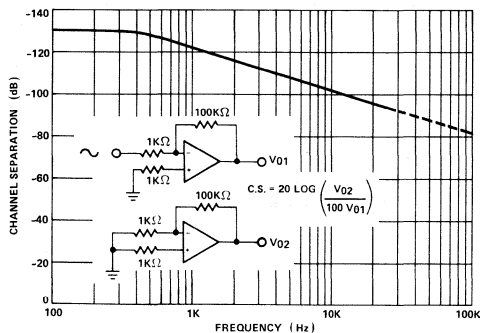 CHANNEL SEPARATION (dB)
-140
-120
-100
-80
-60
-40
-20
0
100KΩ
1KΩ
-
+
1KΩ
V01
C.S. = 20 LOG (V02 / 100 V01)
100KΩ
1KΩ
-
+
1KΩ
V02
100 1K 10K 100K
FREQUENCY (Hz)